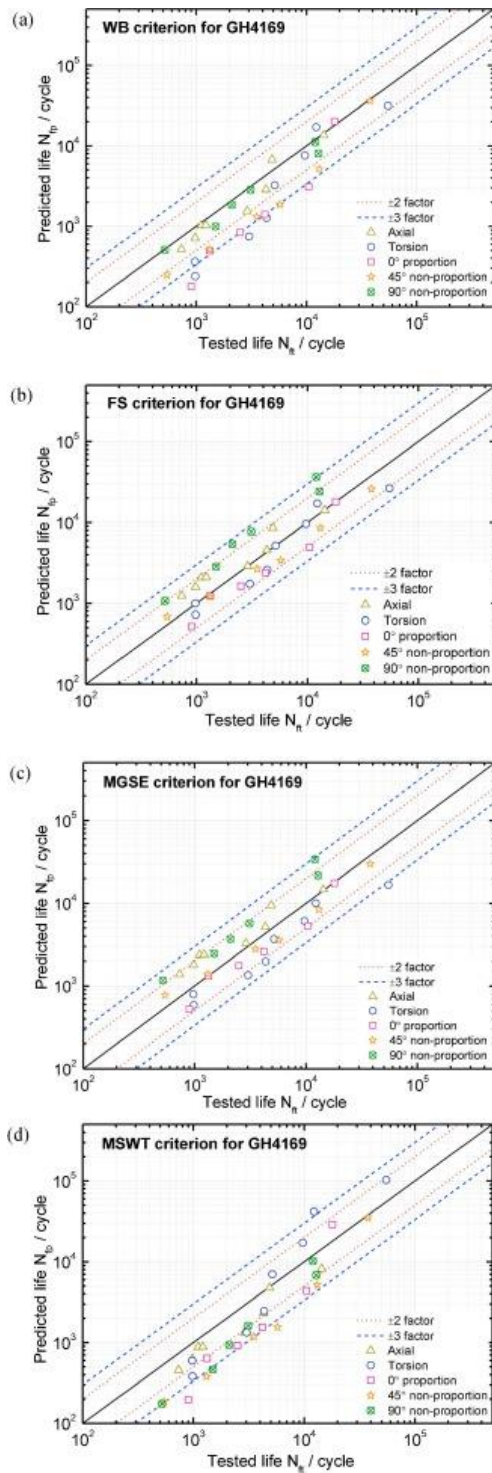 (a)
WB criterion for GH4169
10^5
10^4
10^3
10^2
Predicted life N_fp / cycle
±2 factor
±3 factor
Axial
Torsion
0° proportion
45° non-proportion
90° non-proportion
10^2 10^3 10^4 10^5
Tested life N_ft / cycle
(b)
FS criterion for GH4169
10^5
10^4
10^3
10^2
Predicted life N_fp / cycle
±2 factor
±3 factor
Axial
Torsion
0° proportion
45° non-proportion
90° non-proportion
10^2 10^3 10^4 10^5
Tested life N_ft / cycle
(c)
MGSE criterion for GH4169
10^5
10^4
10^3
10^2
Predicted life N_fp / cycle
±2 factor
±3 factor
Axial
Torsion
0° proportion
45° non-proportion
90° non-proportion
10^2 10^3 10^4 10^5
Tested life N_ft / cycle
(d)
MSWT criterion for GH4169
10^5
10^4
10^3
10^2
Predicted life N_fp / cycle
±2 factor
±3 factor
Axial
Torsion
0° proportion
45° non-proportion
90° non-proportion
10^2 10^3 10^4 10^5
Tested life N_ft / cycle